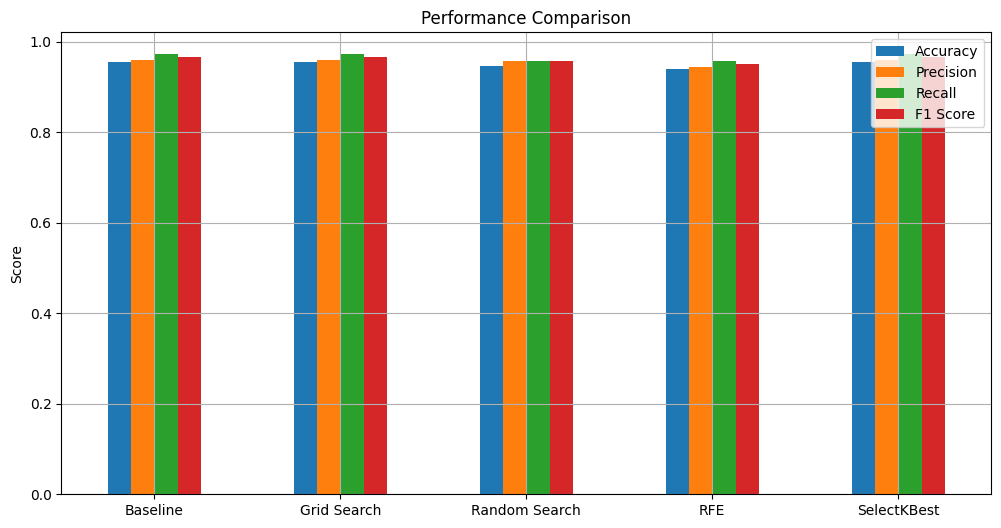 Performance Comparison
1.0
0.8
0.6
0.4
0.2
0.0
Score
Accuracy
Precision
Recall
F1 Score
Baseline
Grid Search
Random Search
RFE
SelectKBest